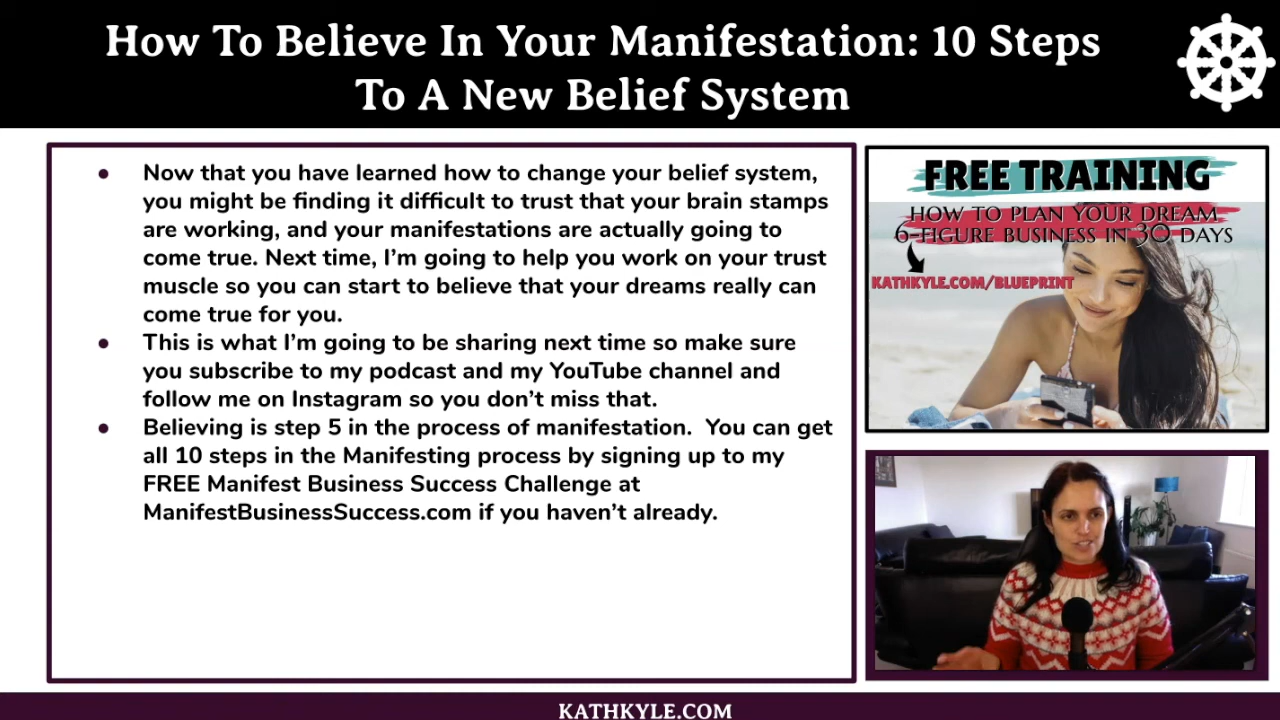 How To Believe In Your Manifestation: 10 Steps
To A New Belief System
● Now that you have learned how to change your belief system,
you might be finding it difficult to trust that your brain stamps
are working, and your manifestations are actually going to
come true. Next time, I’m going to help you work on your trust
muscle so you can start to believe that your dreams really can
come true for you.
● This is what I’m going to be sharing next time so make sure
you subscribe to my podcast and my YouTube channel and
follow me on Instagram so you don’t miss that.
● Believing is step 5 in the process of manifestation.  You can get
all 10 steps in the Manifesting process by signing up to my
FREE Manifest Business Success Challenge at
ManifestBusinessSuccess.com if you haven’t already.
FREE TRAINING
HOW TO PLAN YOUR DREAM
6-FIGURE BUSINESS IN 30 DAYS
KATHKYLE.COM/BLUEPRINT
KATHKYLE.COM